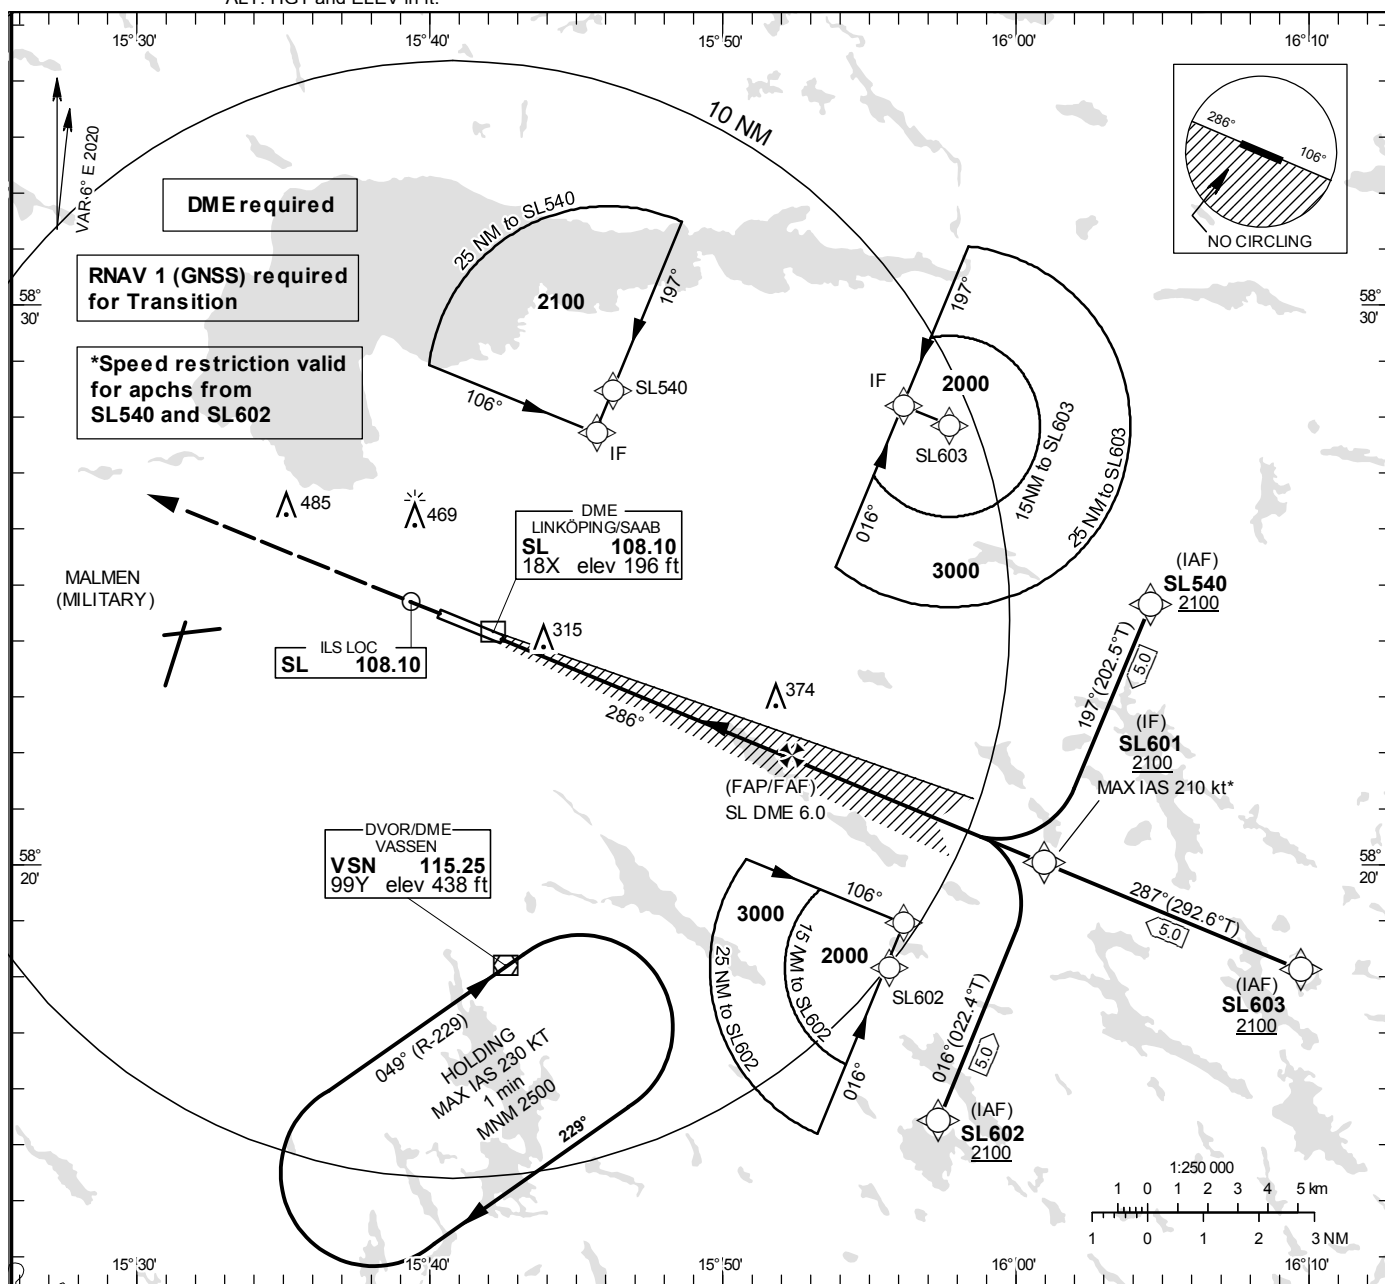 15°30'
15°40'
15°50'
16°00'
16°10'
VAR 6° E 2020
10 NM
286°
106°
NO CIRCLING
DME required
RNAV 1 (GNSS) required
for Transition
*Speed restriction valid
for apchs from
SL540 and SL602
58°
30'
58°
30'
25 NM to SL540
2100
197°
106°
SL540
IF
197°
IF
2000
SL603
15NM to SL603
25 NM to SL603
016°
3000
485
469
DME
LINKÖPING/SAAB
SL 108.10
18X elev 196 ft
MALMEN
(MILITARY)
ILS LOC
SL 108.10
315
374
286°
(FAP/FAF)
SL DME 6.0
(IAF)
SL540
2100
197°(202.5°T)
5.0
(IF)
SL601
2100
MAX IAS 210 kt*
58°
20'
58°
20'
DVOR/DME
VASSEN
VSN 115.25
99Y elev 438 ft
106°
3000
2000
15 NM to SL602
25 NM to SL602
SL602
016°
287°(292.6°T)
5.0
(IAF)
SL603
2100
016°(022.4°T)
5.0
(IAF)
SL602
2100
049° (R-229)
HOLDING
MAX IAS 230 KT
1 min
MNM 2500
229°
1:250 000
1 0 1 2 3 4 5 km
1 0 1 2 3 NM
15°30'
15°40'
15°50'
16°00'
16°10'